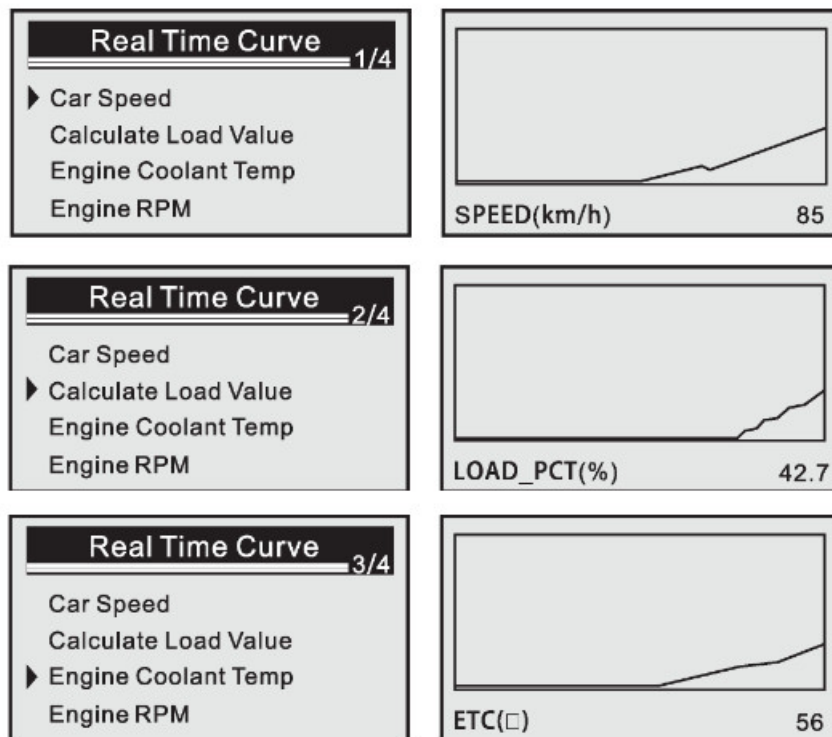 Real Time Curve
1/4
Car Speed
Calculate Load Value
Engine Coolant Temp
Engine RPM
SPEED(km/h) 85
Real Time Curve
2/4
Car Speed
Calculate Load Value
Engine Coolant Temp
Engine RPM
LOAD_PCT(%) 42.7
Real Time Curve
3/4
Car Speed
Calculate Load Value
Engine Coolant Temp
Engine RPM
ETC(□) 56